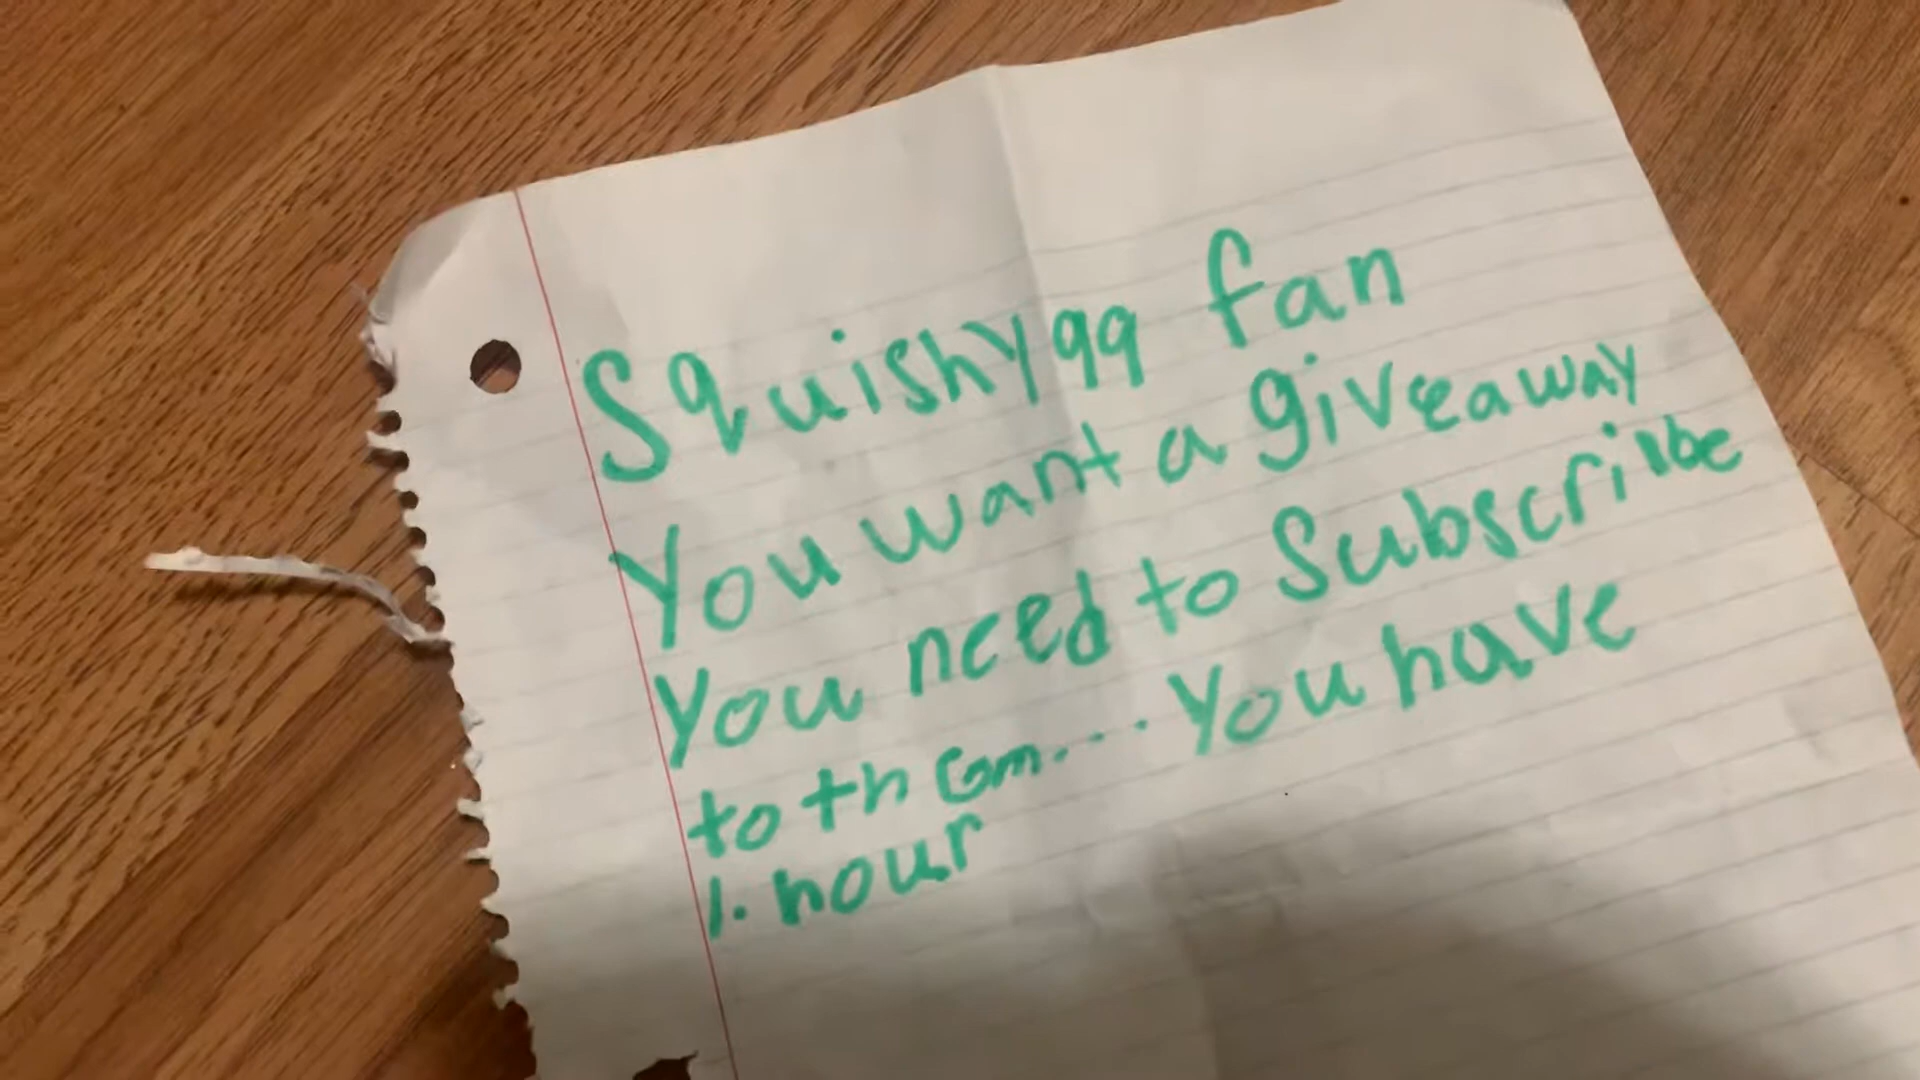 Squishy99 fan
You want a giveaway
You need to Subscribe
to them.... You have
1. hour